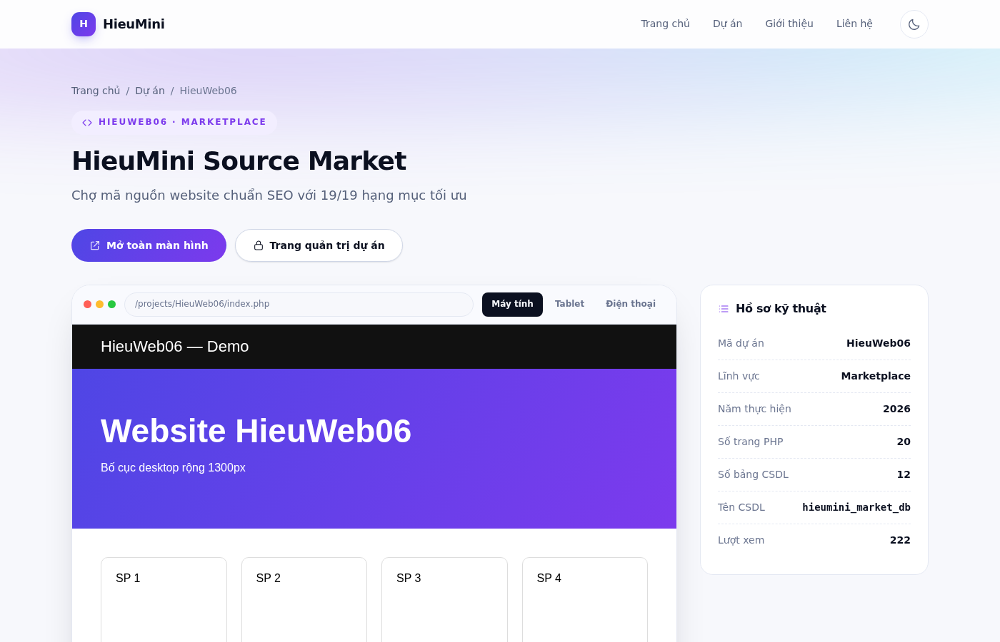 H HieuMini
Trang chủ Dự án Giới thiệu Liên hệ
Trang chủ / Dự án / HieuWeb06
HIEUWEB06 · MARKETPLACE
HieuMini Source Market
Chợ mã nguồn website chuẩn SEO với 19/19 hạng mục tối ưu
Mở toàn màn hình
Trang quản trị dự án
/projects/HieuWeb06/index.php
Máy tính Tablet Điện thoại
HieuWeb06 — Demo
Website HieuWeb06
Bố cục desktop rộng 1300px
SP 1
SP 2
SP 3
SP 4
Hồ sơ kỹ thuật
Mã dự án HieuWeb06
Lĩnh vực Marketplace
Năm thực hiện 2026
Số trang PHP 20
Số bảng CSDL 12
Tên CSDL hieumini_market_db
Lượt xem 222